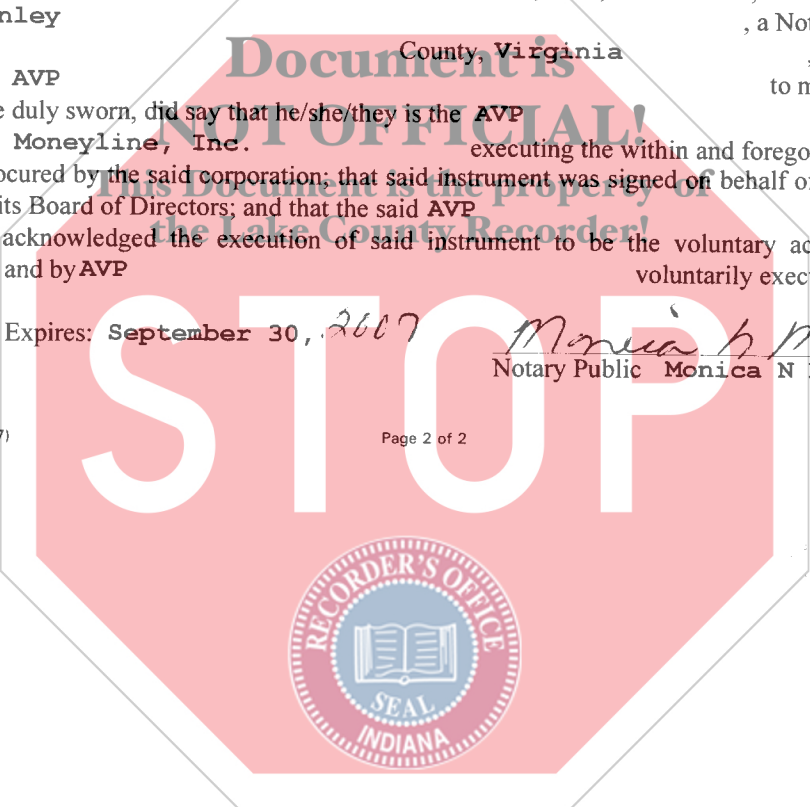 nley
, a Not
Document is
County, Virginia
AVP
to m
e duly sworn, did say that he/she/they is the AVP
NOT OFFICIAL!
Moneyline, Inc.
executing the within and forego
ocured by the said corporation; that said instrument was signed on behalf of
This Document is the property of
its Board of Directors; and that the said AVP
the Lake County Recorder!
acknowledged the execution of said instrument to be the voluntary ac
and by AVP voluntarily execu
STOP
Expires: September 30, 2007
Notary Public Monica N
7)
Page 2 of 2
RECORDER'S OFFICE
SEAL
INDIANA